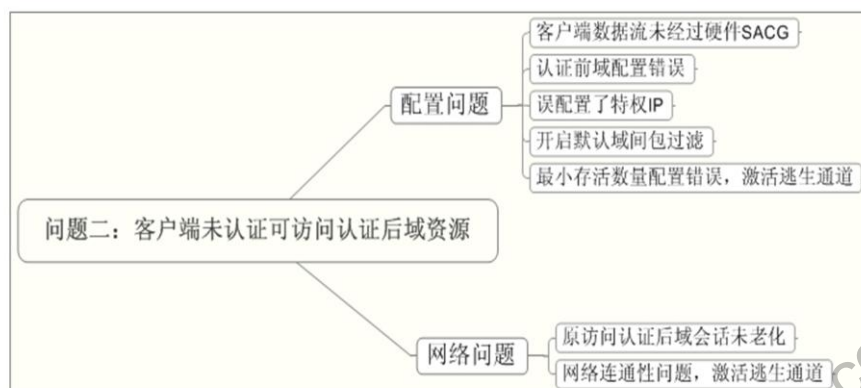 客户端数据流未经过硬件SACG
认证前域配置错误
配置问题
误配置了特权IP
开启默认域间包过滤
最小存活数量配置错误，激活逃生通道
问题二：客户端未认证可访问认证后域资源
原访问认证后域会话未老化
网络问题
网络连通性问题，激活逃生通道